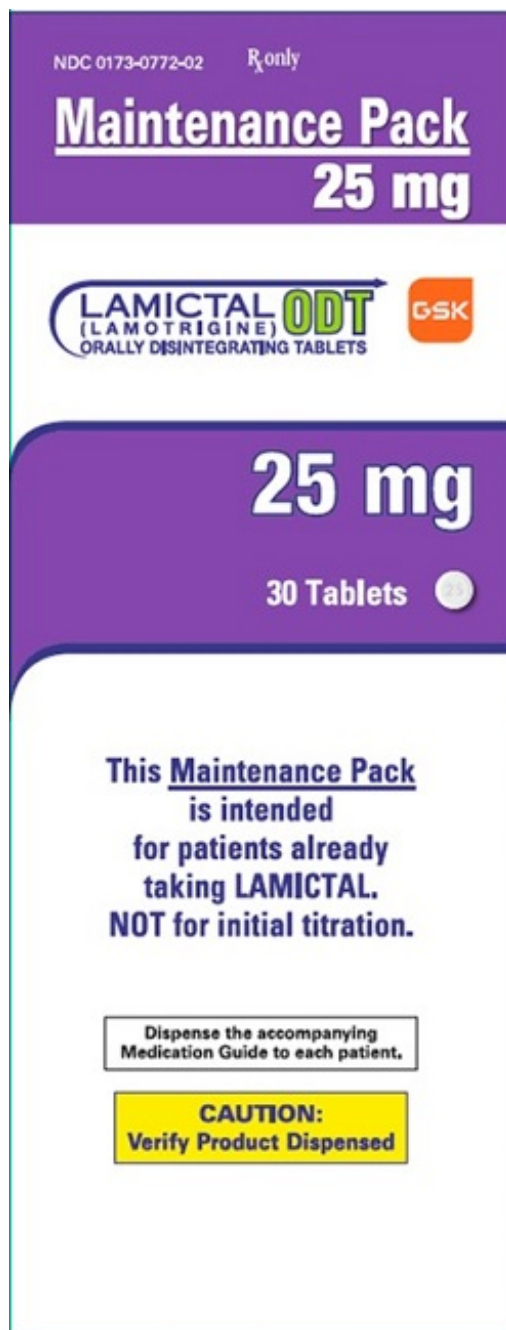 NDC 0173-0772-02 Rx only
Maintenance Pack
25 mg
LAMICTAL ODT
(LAMOTRIGINE)
ORALLY DISINTEGRATING TABLETS
GSK
25 mg
30 Tablets 25
This Maintenance Pack
is intended
for patients already
taking LAMICTAL.
NOT for initial titration.
Dispense the accompanying
Medication Guide to each patient.
CAUTION:
Verify Product Dispensed